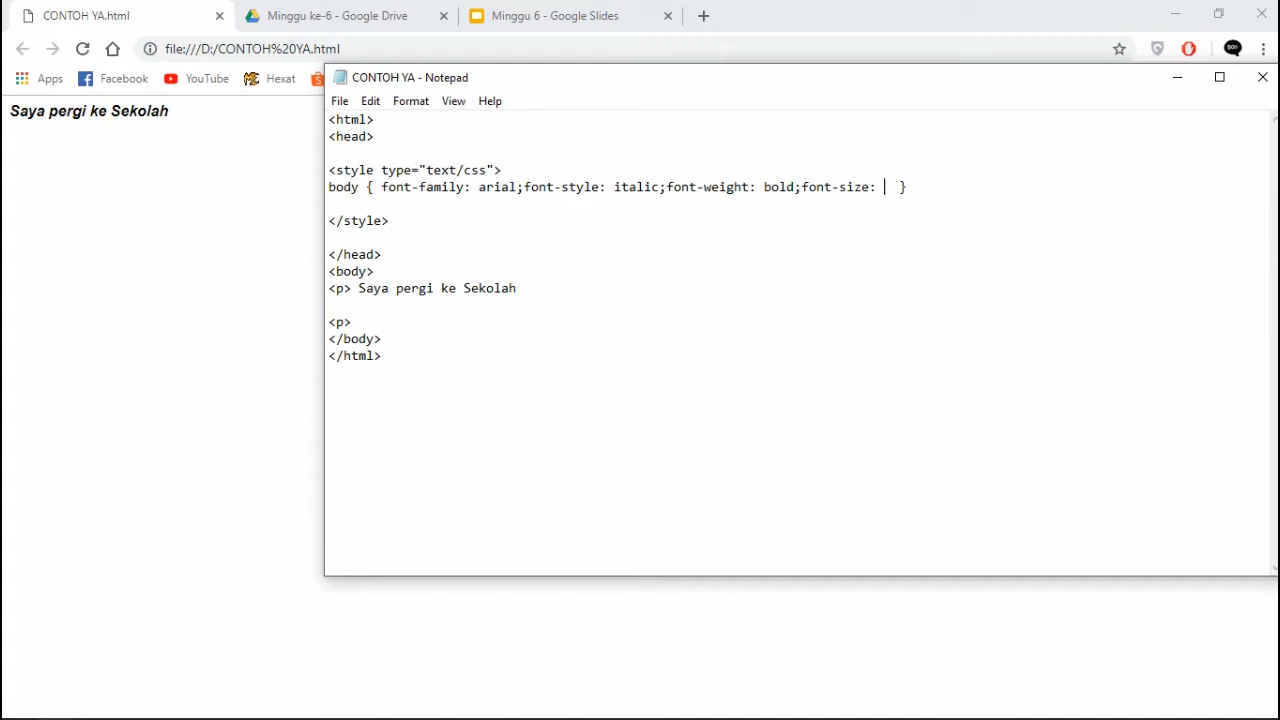 CONTOH YA.html
Minggu ke-6 - Google Drive
Minggu 6 - Google Slides
file:///D:/CONTOH%20YA.html
Apps Facebook YouTube Hexat
Saya pergi ke Sekolah
CONTOH YA - Notepad
File Edit Format View Help
<html>
<head>
<style type="text/css">
body { font-family: arial;font-style: italic;font-weight: bold;font-size:   }
</style>
</head>
<body>
<p> Saya pergi ke Sekolah
<p>
</body>
</html>